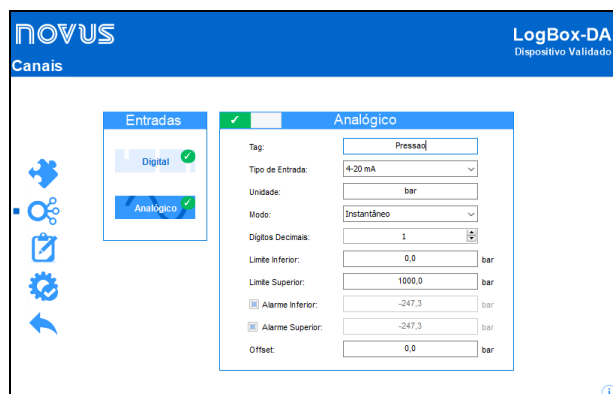 NOVUS
LogBox-DA
Dispositivo Validado
Canais
Entradas
Digital
Analógico
Analógico
Tag: Pressao
Tipo de Entrada: 4-20 mA
Unidade: bar
Modo: Instantâneo
Dígitos Decimais: 1
Limite Inferior: 0,0 bar
Limite Superior: 1000,0 bar
Alarme Inferior: -247,3 bar
Alarme Superior: -247,3 bar
Offset: 0,0 bar